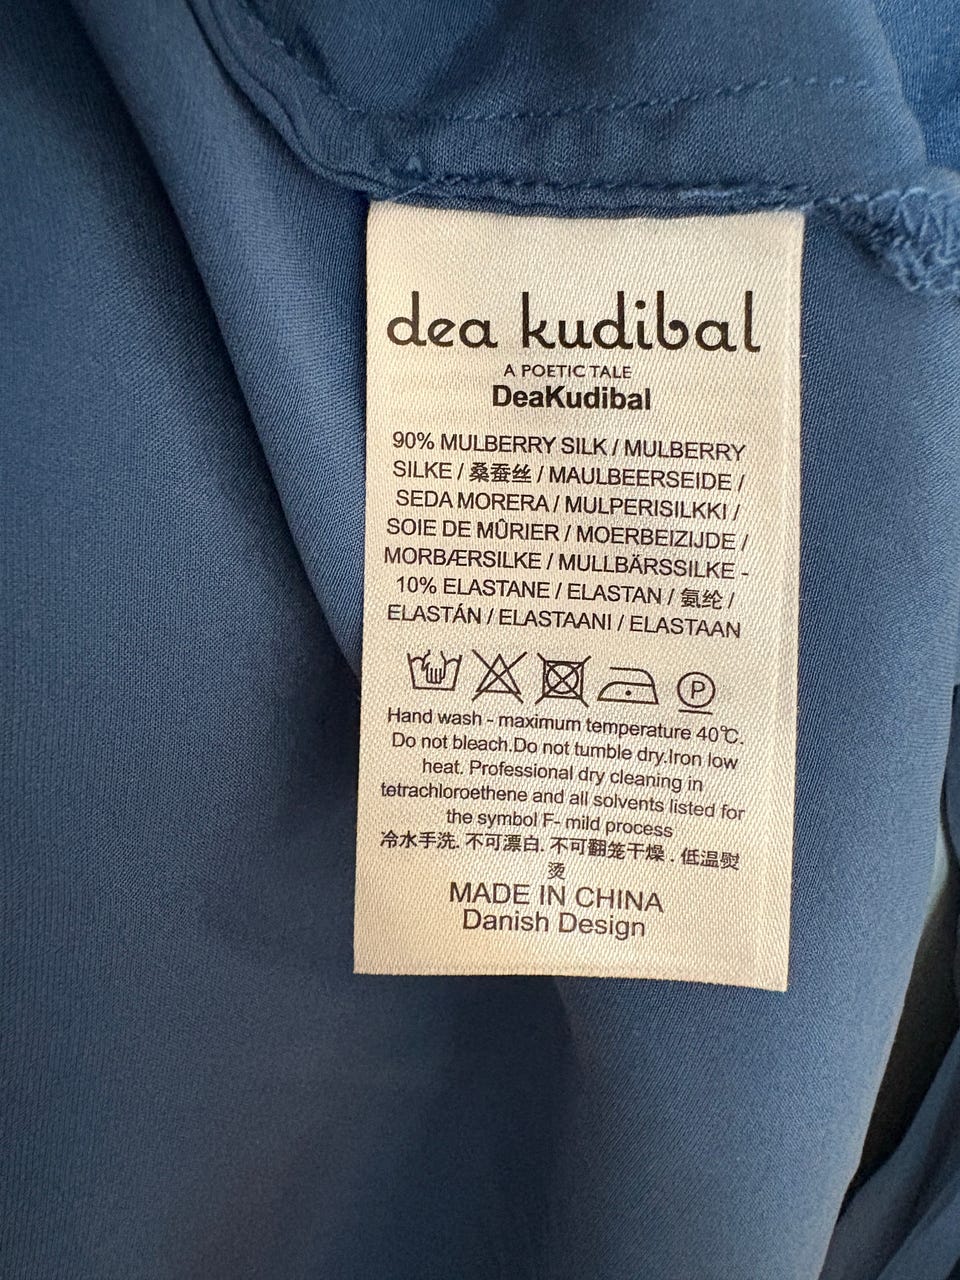 dea kudibal
A POETIC TALE
DeaKudibal
90% MULBERRY SILK / MULBERRY
SILKE / 桑蚕丝 / MAULBEERSEIDE /
SEDA MORERA / MULPERISILKKI /
SOIE DE MÛRIER / MOERBEIZIJDE /
MORBÆRSILKE / MULLBÄRSSILKE -
10% ELASTANE / ELASTAN / 氨纶 /
ELASTÁN / ELASTAANI / ELASTAAN
P
Hand wash - maximum temperature 40℃.
Do not bleach.Do not tumble dry.Iron low
heat. Professional dry cleaning in
tetrachloroethene and all solvents listed for
the symbol F- mild process
冷水手洗. 不可漂白. 不可翻笼干燥 . 低温熨
烫
MADE IN CHINA
Danish Design